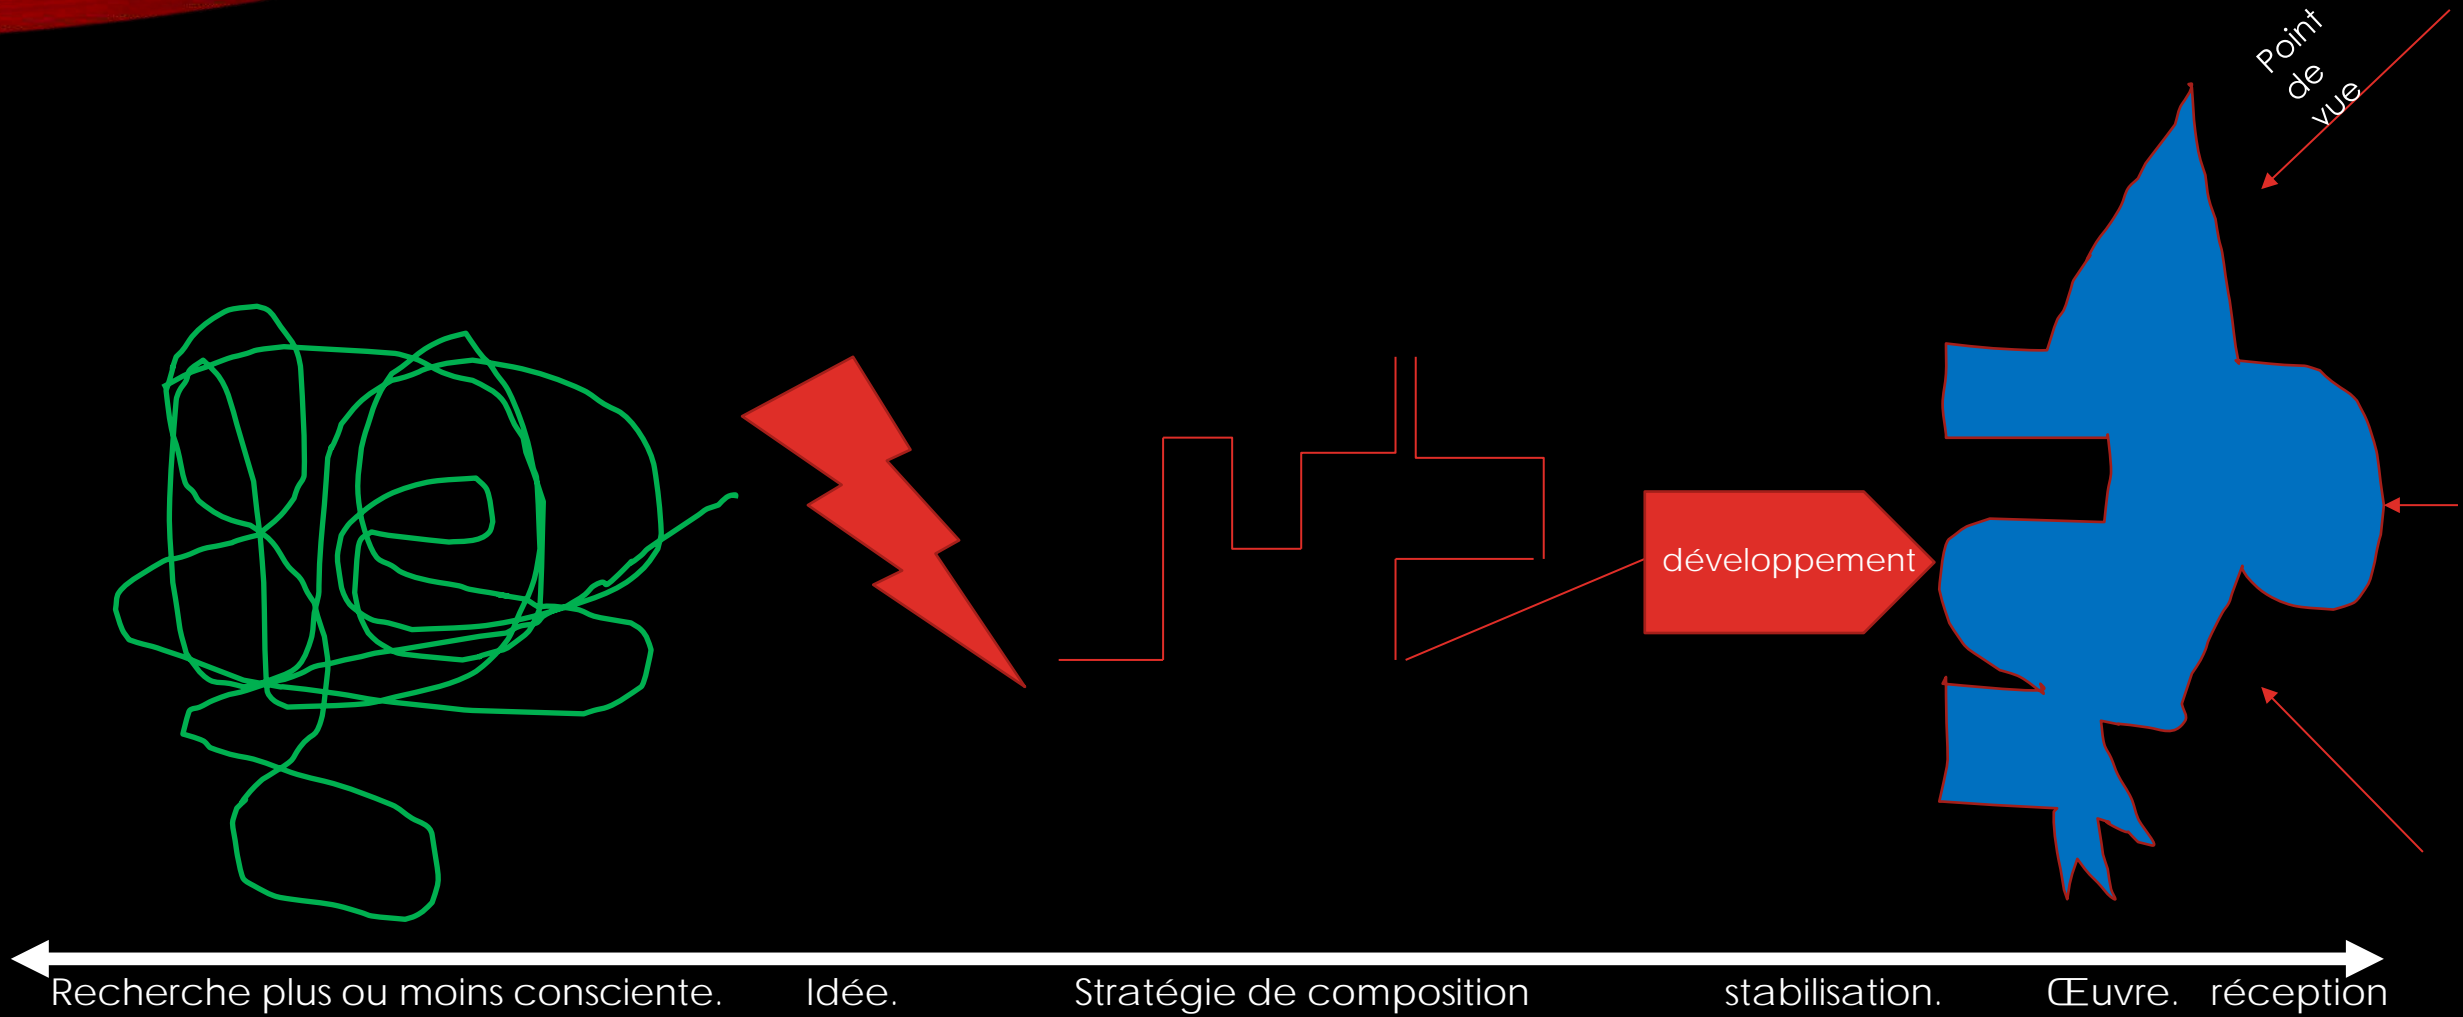 Point
de
vue
développement
Recherche plus ou moins consciente. Idée. Stratégie de composition stabilisation. Œuvre. réception